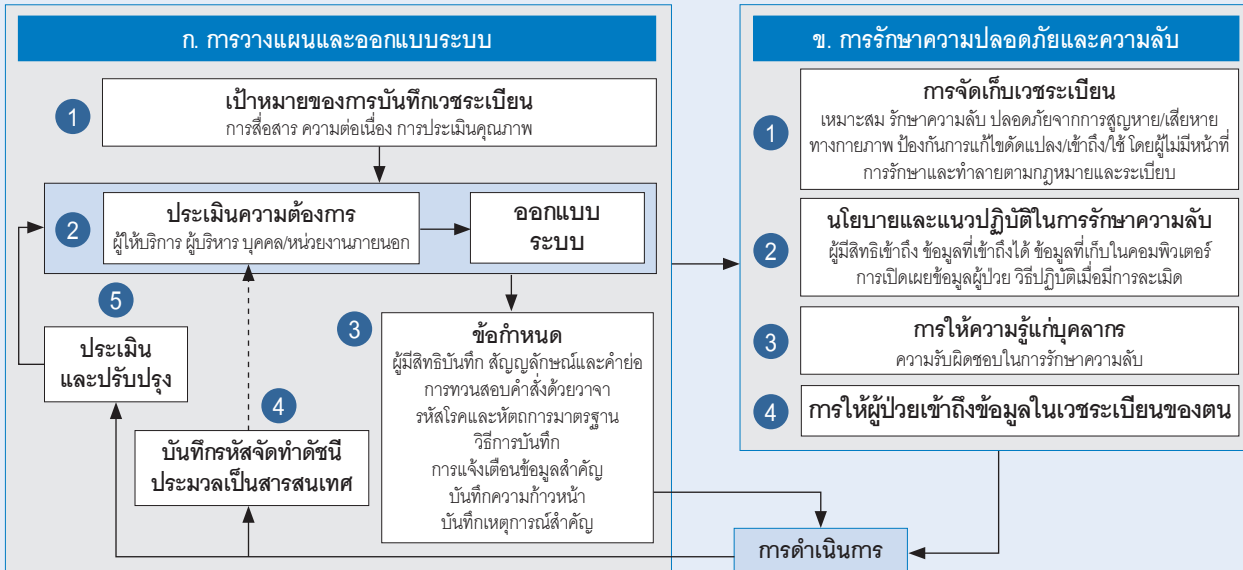 ก. การวางแผนและออกแบบระบบ
1
เป้าหมายของการบันทึกเวชระเบียน
การสื่อสาร ความต่อเนื่อง การประเมินคุณภาพ
2
ประเมินความต้องการ
ผู้ให้บริการ ผู้บริหาร บุคคล/หน่วยงานภายนอก
ออกแบบ
ระบบ
3
ข้อกำหนด
ผู้มีสิทธิบันทึก สัญญลักษณ์และคำย่อ
การทวนสอบคำสั่งด้วยวาจา
รหัสโรคและหัตถการมาตรฐาน
วิธีการบันทึก
การแจ้งเตือนข้อมูลสำคัญ
บันทึกความก้าวหน้า
บันทึกเหตุการณ์สำคัญ
4
บันทึกรหัสจัดทำดัชนี
ประมวลเป็นสารสนเทศ
5
ประเมิน
และปรับปรุง
ข. การรักษาความปลอดภัยและความลับ
1
การจัดเก็บเวชระเบียน
เหมาะสม รักษาความลับ ปลอดภัยจากการสูญหาย/เสียหาย
ทางกายภาพ ป้องกันการแก้ไขดัดแปลง/เข้าถึง/ใช้ โดยผู้ไม่มีหน้าที่
การรักษาและทำลายตามกฎหมายและระเบียบ
2
นโยบายและแนวปฏิบัติในการรักษาความลับ
ผู้มีสิทธิเข้าถึง ข้อมูลที่เข้าถึงได้ ข้อมูลที่เก็บในคอมพิวเตอร์
การเปิดเผยข้อมูลผู้ป่วย วิธีปฏิบัติเมื่อมีการละเมิด
3
การให้ความรู้แก่บุคลากร
ความรับผิดชอบในการรักษาความลับ
4
การให้ผู้ป่วยเข้าถึงข้อมูลในเวชระเบียนของตน
การดำเนินการ